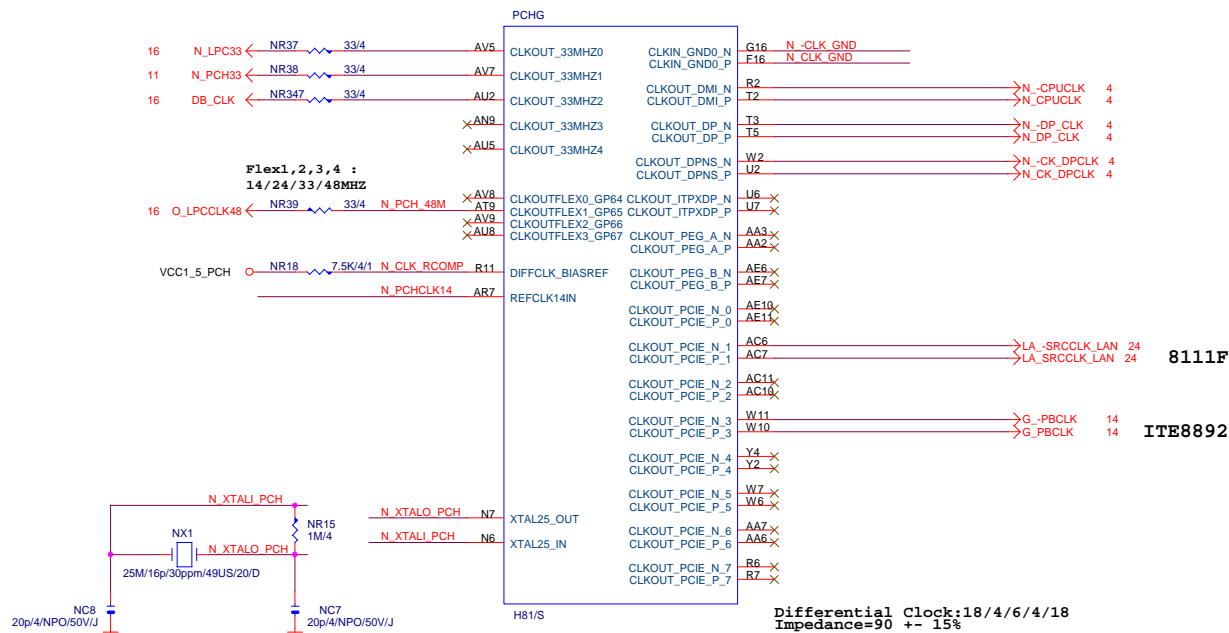 PCHG
16 N_LPC33 NR37 33/4 AV5 CLKOUT_33MHZ0
11 N_PCH33 NR38 33/4 AV7 CLKOUT_33MHZ1
16 DB_CLK NR347 33/4 AU2 CLKOUT_33MHZ2
AN9 CLKOUT_33MHZ3
AU5 CLKOUT_33MHZ4
Flex1,2,3,4 :
14/24/33/48MHZ
AV8 CLKOUTFLEX0_GP64
16 O_LPCCLK48 NR39 33/4 N_PCH_48M AT9 CLKOUTFLEX1_GP65
AV9 CLKOUTFLEX2_GP66
AU8 CLKOUTFLEX3_GP67
VCC1_5_PCH NR18 7.5K/4/1 N_CLK_RCOMP R11 DIFFCLK_BIASREF
N_PCHCLK14 AR7 REFCLK14IN
N_XTALO_PCH N7 XTAL25_OUT
N_XTALI_PCH N6 XTAL25_IN
CLKIN_GND0_N G16 N_-CLK_GND
CLKIN_GND0_P F16 N_CLK_GND
CLKOUT_DMI_N R2 N_-CPUCLK 4
CLKOUT_DMI_P T2 N_CPUCLK 4
CLKOUT_DP_N T3 N_-DP_CLK 4
CLKOUT_DP_P T5 N_DP_CLK 4
CLKOUT_DPNS_N W2 N_-CK_DPCLK 4
CLKOUT_DPNS_P U2 N_CK_DPCLK 4
CLKOUT_ITPXDP_N U6
CLKOUT_ITPXDP_P U7
CLKOUT_PEG_A_N AA3
CLKOUT_PEG_A_P AA2
CLKOUT_PEG_B_N AE6
CLKOUT_PEG_B_P AE7
CLKOUT_PCIE_N_0 AE10
CLKOUT_PCIE_P_0 AE11
CLKOUT_PCIE_N_1 AC6 LA_-SRCCLK_LAN 24
CLKOUT_PCIE_P_1 AC7 LA_SRCCLK_LAN 24
8111F
CLKOUT_PCIE_N_2 AC11
CLKOUT_PCIE_P_2 AC10
CLKOUT_PCIE_N_3 W11 G_-PBCLK 14
CLKOUT_PCIE_P_3 W10 G_PBCLK 14
ITE8892
CLKOUT_PCIE_N_4 Y4
CLKOUT_PCIE_P_4 Y2
CLKOUT_PCIE_N_5 W7
CLKOUT_PCIE_P_5 W6
CLKOUT_PCIE_N_6 AA7
CLKOUT_PCIE_P_6 AA6
CLKOUT_PCIE_N_7 R6
CLKOUT_PCIE_P_7 R7
N_XTALI_PCH
NR15
1M/4
NX1
N_XTALO_PCH
25M/16p/30ppm/49US/20/D
NC8
20p/4/NPO/50V/J
NC7
20p/4/NPO/50V/J
H81/S
Differential Clock:18/4/6/4/18
Impedance=90 +- 15%